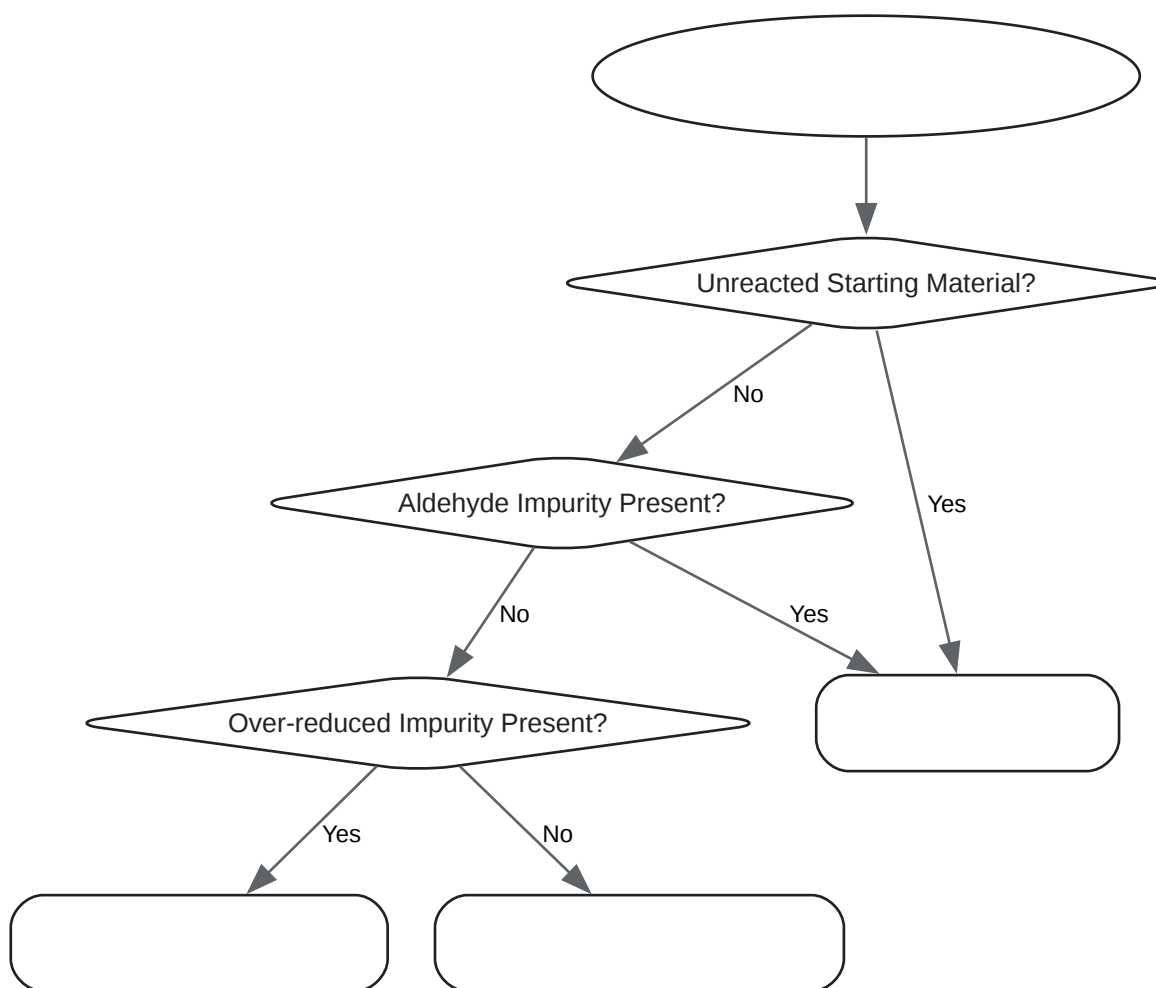 Unreacted Starting Material?
No
Yes
Aldehyde Impurity Present?
No
Yes
Over-reduced Impurity Present?
Yes
No